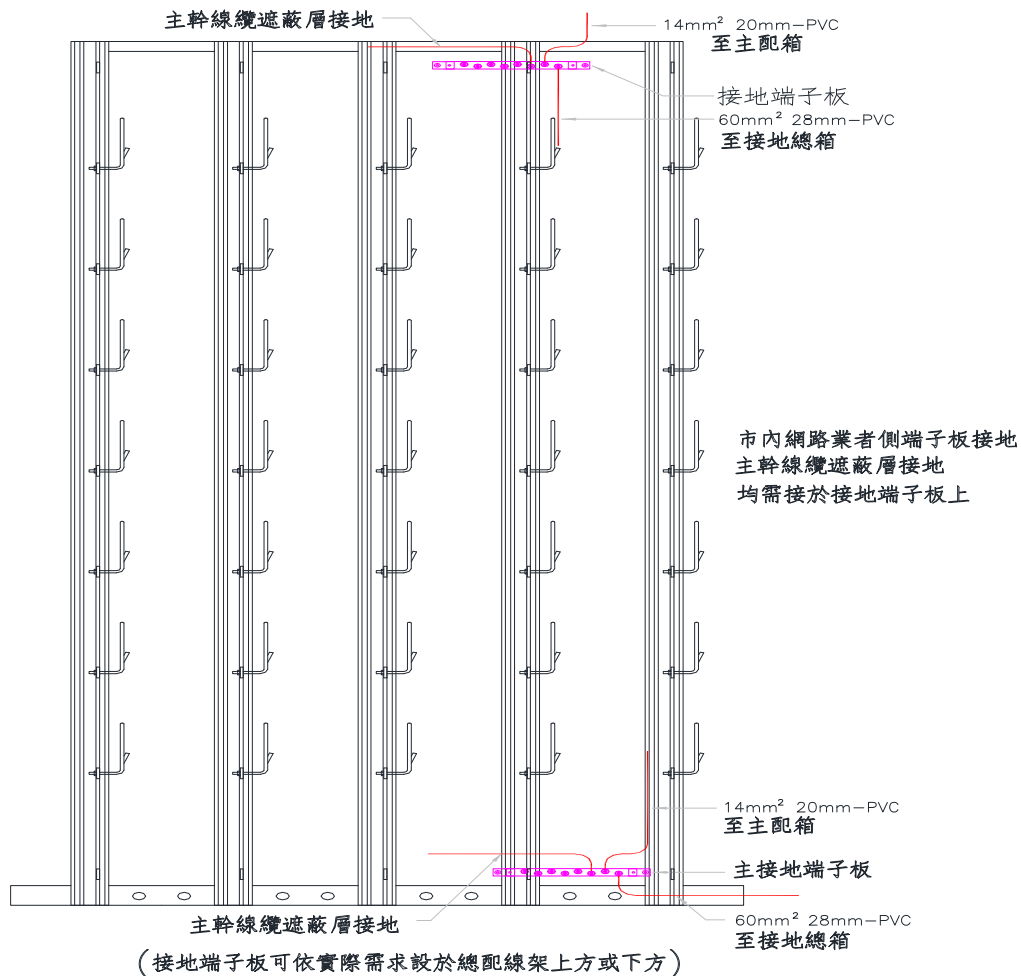 主幹線纜遮蔽層接地
14mm² 20mm-PVC
至主配箱
接地端子板
60mm² 28mm-PVC
至接地總箱
市內網路業者側端子板接地
主幹線纜遮蔽層接地
均需接於接地端子板上
14mm² 20mm-PVC
至主配箱
主接地端子板
主幹線纜遮蔽層接地
60mm² 28mm-PVC
至接地總箱
(接地端子板可依實際需求設於總配線架上方或下方)